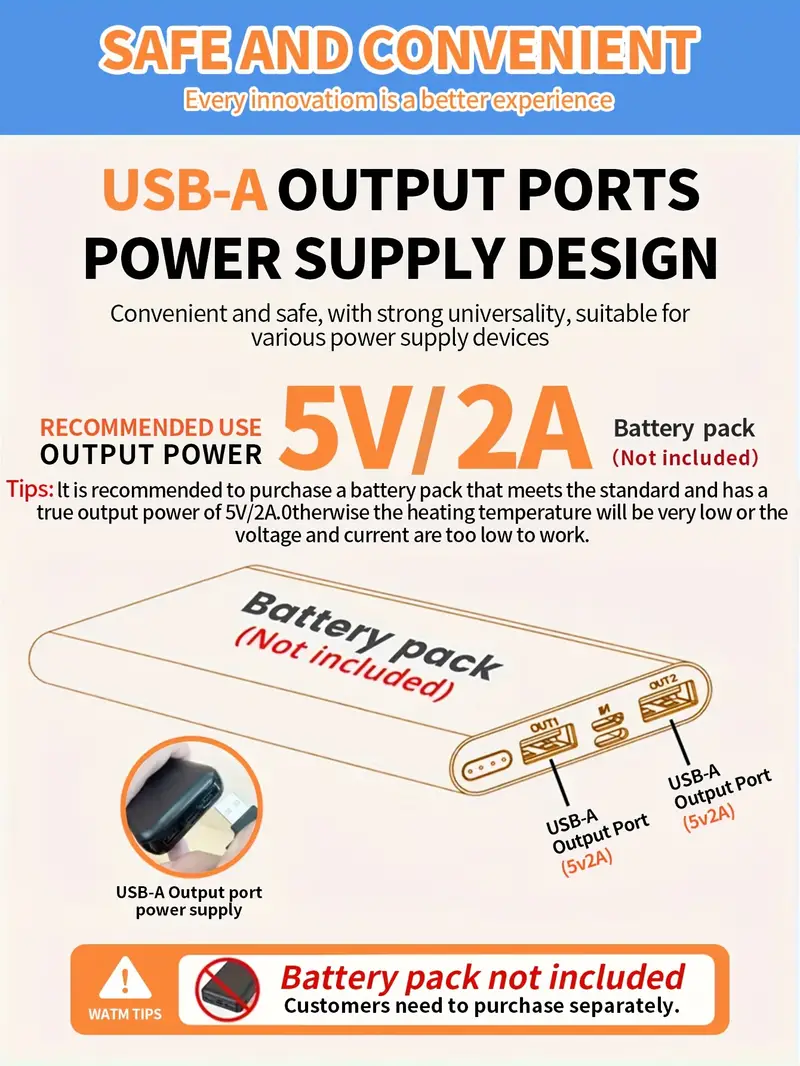 SAFE AND CONVENIENT
Every innovatiom is a better experience
USB-A OUTPUT PORTS
POWER SUPPLY DESIGN
Convenient and safe, with strong universality, suitable for
various power supply devices
RECOMMENDED USE
OUTPUT POWER
5V/2A
Battery pack
(Not included)
Tips: It is recommended to purchase a battery pack that meets the standard and has a
true output power of 5V/2A.Otherwise the heating temperature will be very low or the
voltage and current are too low to work.
Battery pack
(Not included)
OUT1
IN
OUT2
USB-A
Output Port
(5v2A)
USB-A
Output Port
(5v2A)
USB-A Output port
power supply
WATM TIPS
Battery pack not included
Customers need to purchase separately.